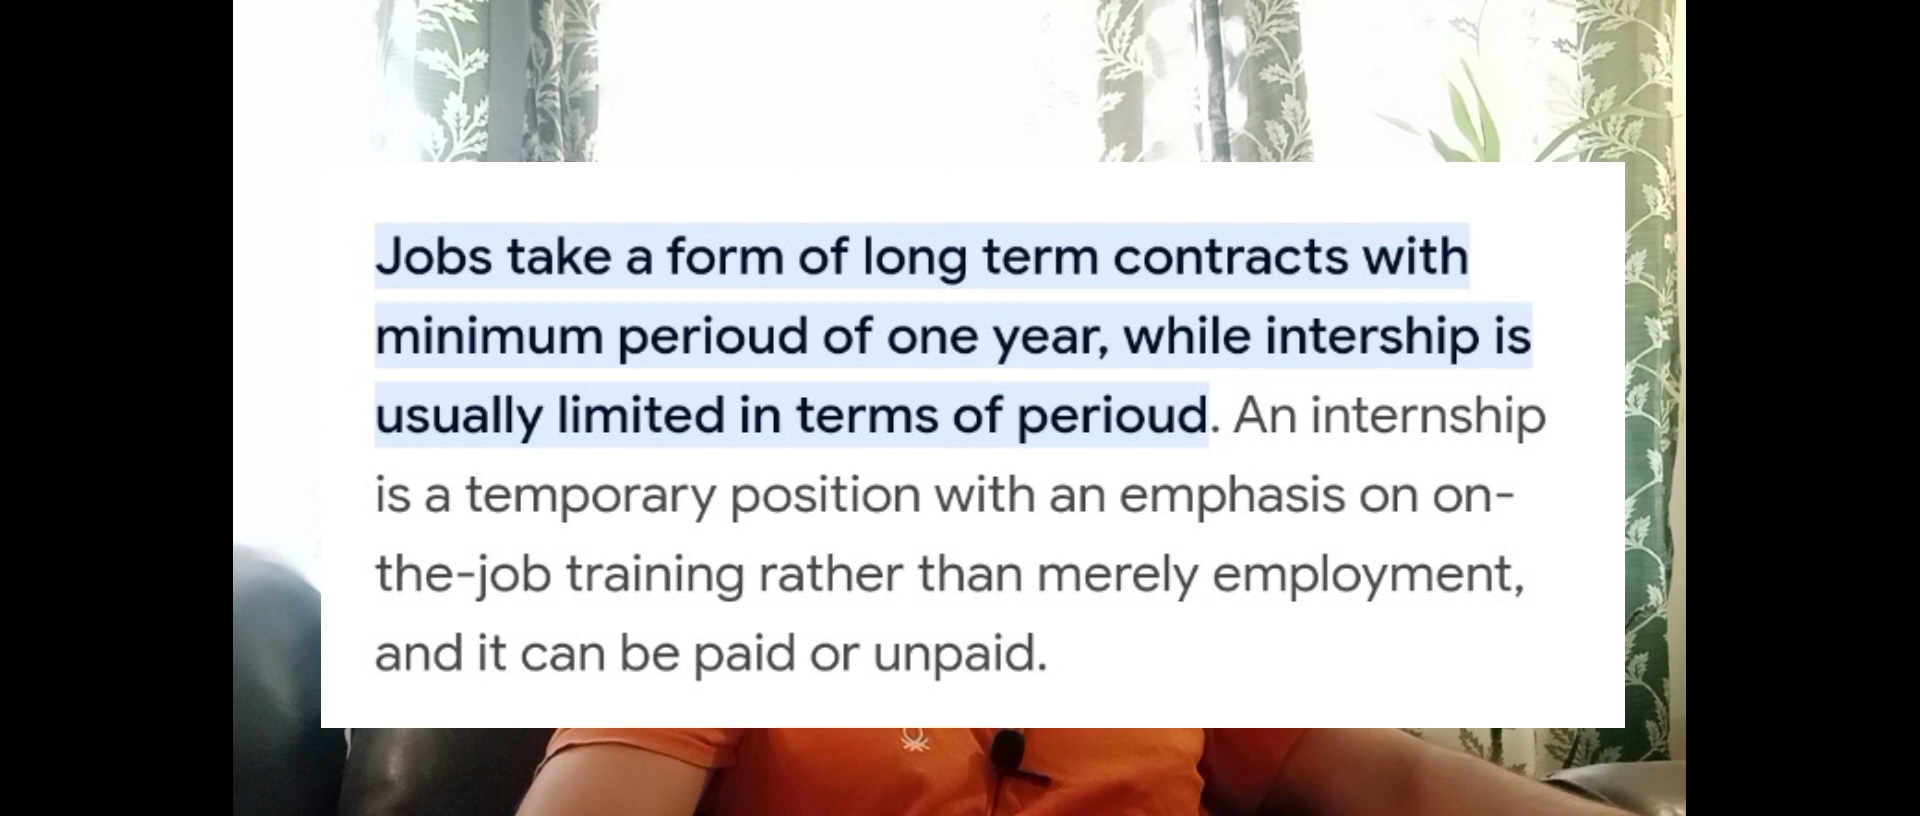 Jobs take a form of long term contracts with
minimum perioud of one year, while intership is
usually limited in terms of perioud. An internship
is a temporary position with an emphasis on on-
the-job training rather than merely employment,
and it can be paid or unpaid.